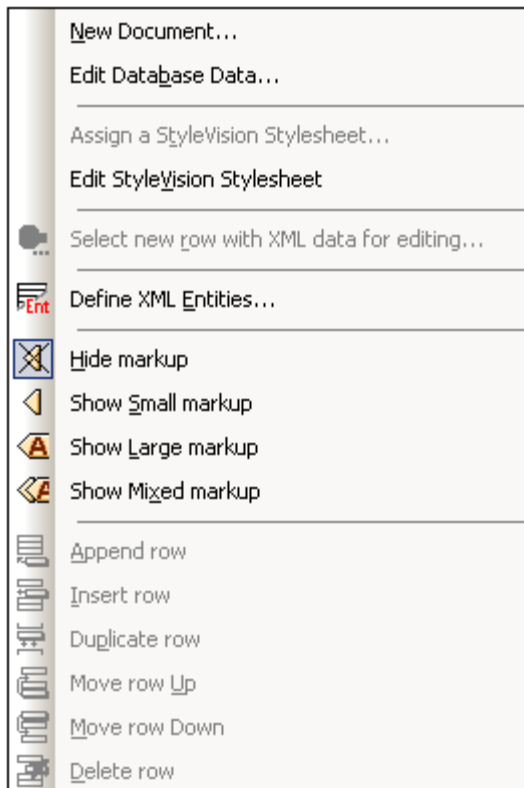 New Document...
Edit Database Data...
Assign a StyleVision Stylesheet...
Edit StyleVision Stylesheet
Select new row with XML data for editing...
Ent Define XML Entities...
Hide markup
Show Small markup
A Show Large markup
A Show Mixed markup
Append row
Insert row
Duplicate row
Move row Up
Move row Down
Delete row